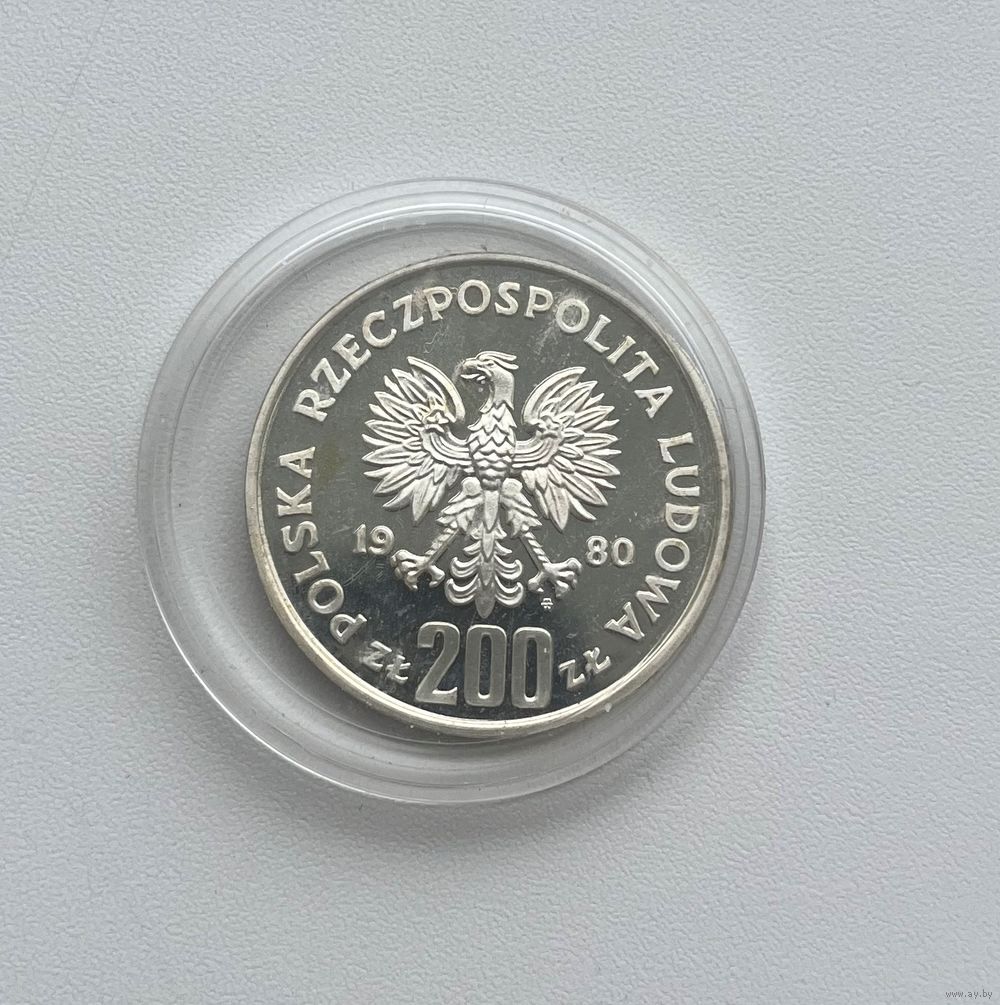 POLSKA RZECZPOSPOLITA LUDOWA
19 80
ZŁ 200 ZŁ
www.ay.by